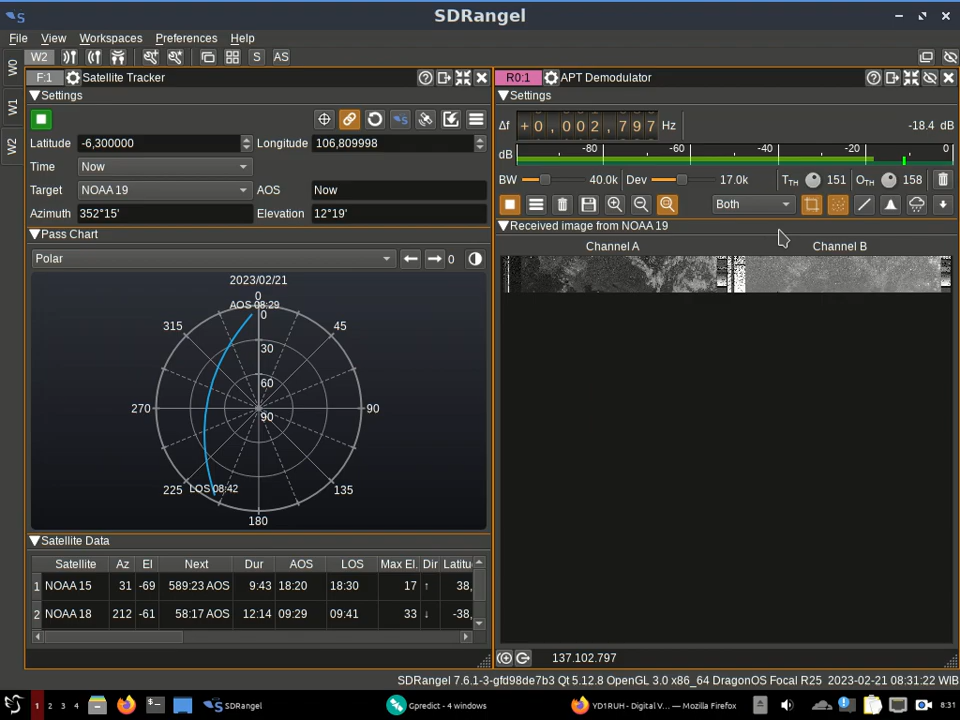 SDRangel
File View Workspaces Preferences Help
W2 S AS
W0
W1
W2
F:1 Satellite Tracker
Settings
Latitude -6,300000 Longitude 106,809998
Time Now
Target NOAA 19 AOS Now
Azimuth 352°15' Elevation 12°19'
Pass Chart
Polar 0
2023/02/21
0
AOS 08:29
0
315 45
30
60
270 90
90
225 LOS 08:42 135
180
Satellite Data
Satellite Az El Next Dur AOS LOS Max El. Dir Latitu
1 NOAA 15 31 -69 589:23 AOS 9:43 18:20 18:30 17 ↑ 38,
2 NOAA 18 212 -61 58:17 AOS 12:14 09:29 09:41 33 ↓ -38,
R0:1 APT Demodulator
Settings
Δf +0,002,797 Hz -18.4 dB
dB -80 -60 -40 -20 0
BW 40.0k Dev 17.0k TTH 151 OTH 158
Both
Received image from NOAA 19
Channel A Channel B
137.102.797
SDRangel 7.6.1-3-gfd98de7b3 Qt 5.12.8 OpenGL 3.0 x86_64 DragonOS Focal R25 2023-02-21 08:31:22 WIB
1 2 3 4 SDRangel Gpredict - 4 windows YD1RUH - Digital V... | Mozilla Firefox 8:31